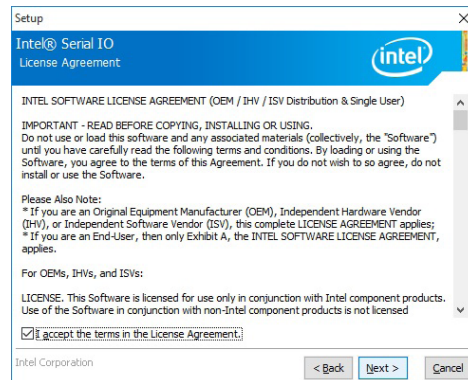 Setup
Intel® Serial IO
License Agreement
intel
INTEL SOFTWARE LICENSE AGREEMENT (OEM / IHV / ISV Distribution & Single User)
IMPORTANT - READ BEFORE COPYING, INSTALLING OR USING.
Do not use or load this software and any associated materials (collectively, the "Software")
until you have carefully read the following terms and conditions. By loading or using the
Software, you agree to the terms of this Agreement. If you do not wish to so agree, do not
install or use the Software.
Please Also Note:
* If you are an Original Equipment Manufacturer (OEM), Independent Hardware Vendor
(IHV), or Independent Software Vendor (ISV), this complete LICENSE AGREEMENT applies;
* If you are an End-User, then only Exhibit A, the INTEL SOFTWARE LICENSE AGREEMENT,
applies.
For OEMs, IHVs, and ISVs:
LICENSE. This Software is licensed for use only in conjunction with Intel component products.
Use of the Software in conjunction with non-Intel component products is not licensed
I accept the terms in the License Agreement.
Intel Corporation
< Back
Next >
Cancel